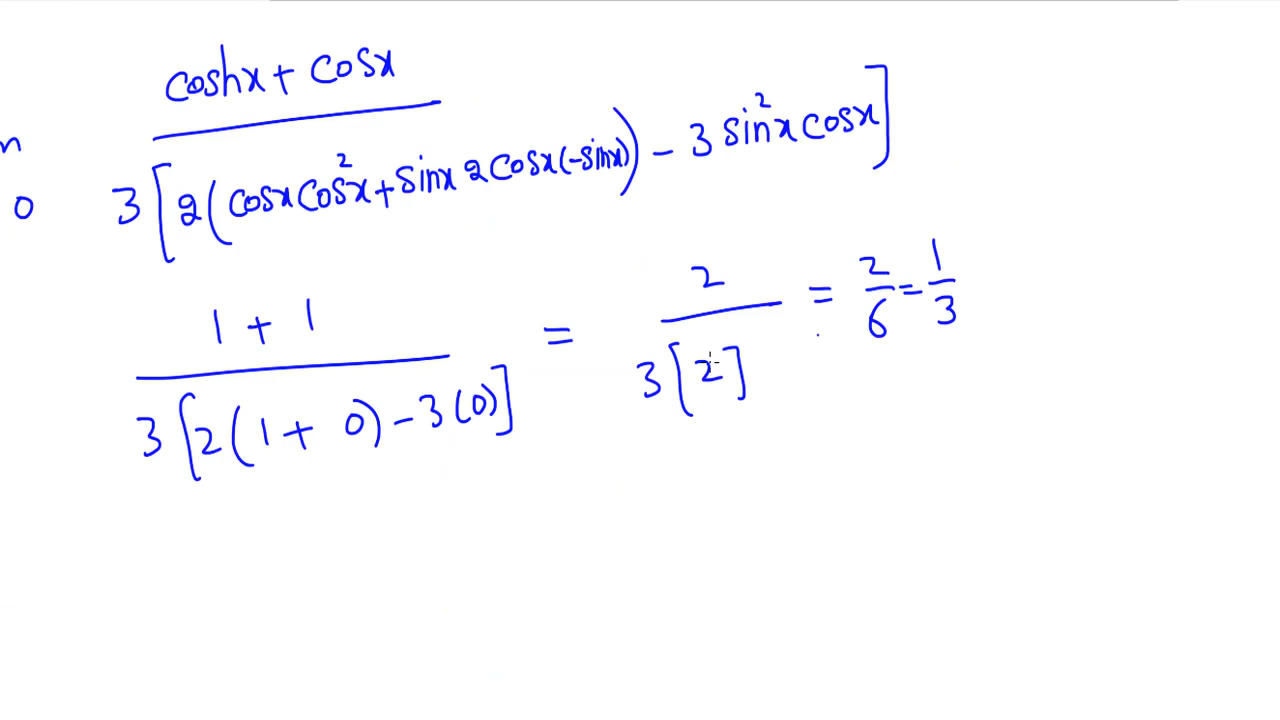 coshx + cosx
n
0 3[2(cosx cos²x + sinx 2cosx(-sinx)) - 3 sin²x cosx]
1 + 1
3[2(1 + 0) - 3(0)]
= 2
3[2]
= 2/6 = 1/3